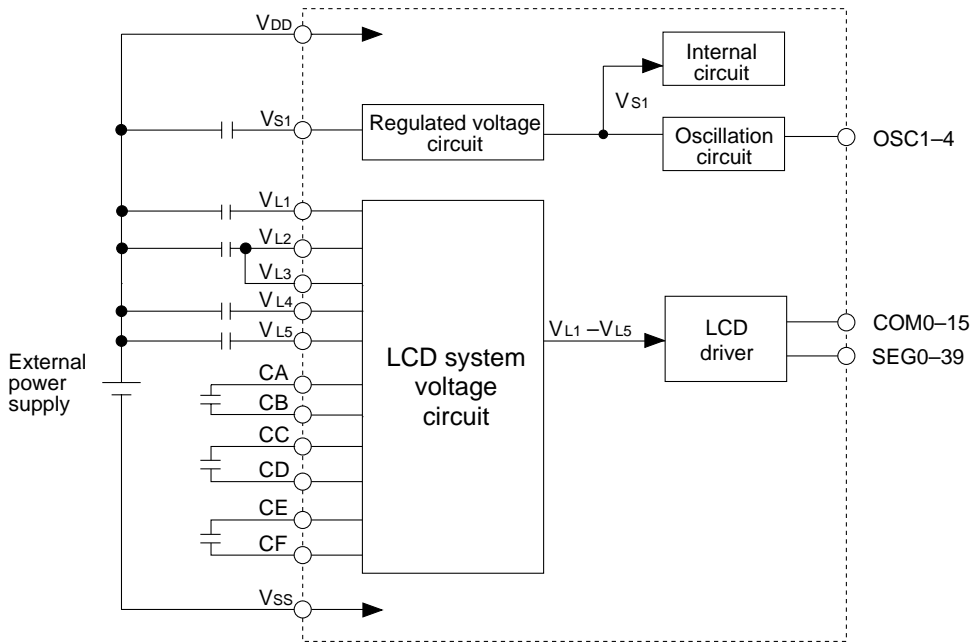 VDD
Internal
circuit
VS1
VS1
Regulated voltage
circuit
Oscillation
circuit
OSC1–4
VL1
VL2
VL3
VL4
VL5
LCD system
voltage
circuit
VL1 –VL5
LCD
driver
COM0–15
SEG0–39
External
power
supply
CA
CB
CC
CD
CE
CF
VSS